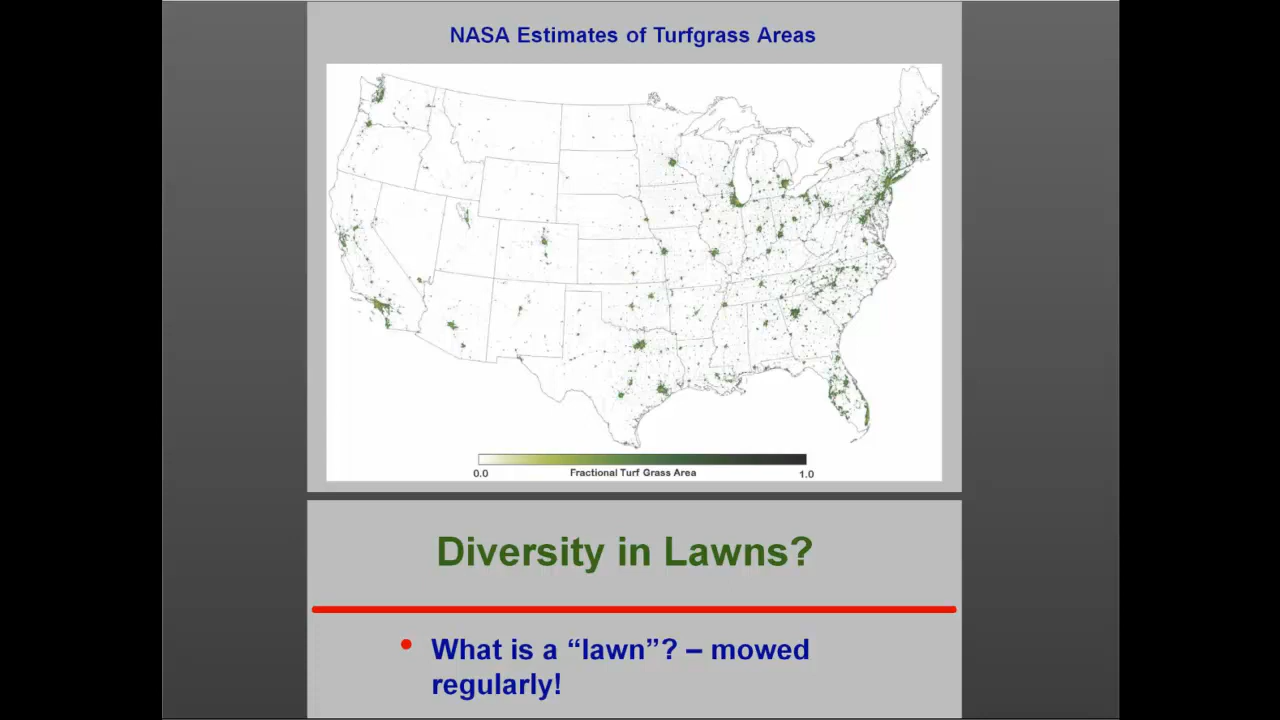 NASA Estimates of Turfgrass Areas
0.0
Fractional Turf Grass Area
1.0
Diversity in Lawns?
• What is a “lawn”? – mowed
regularly!